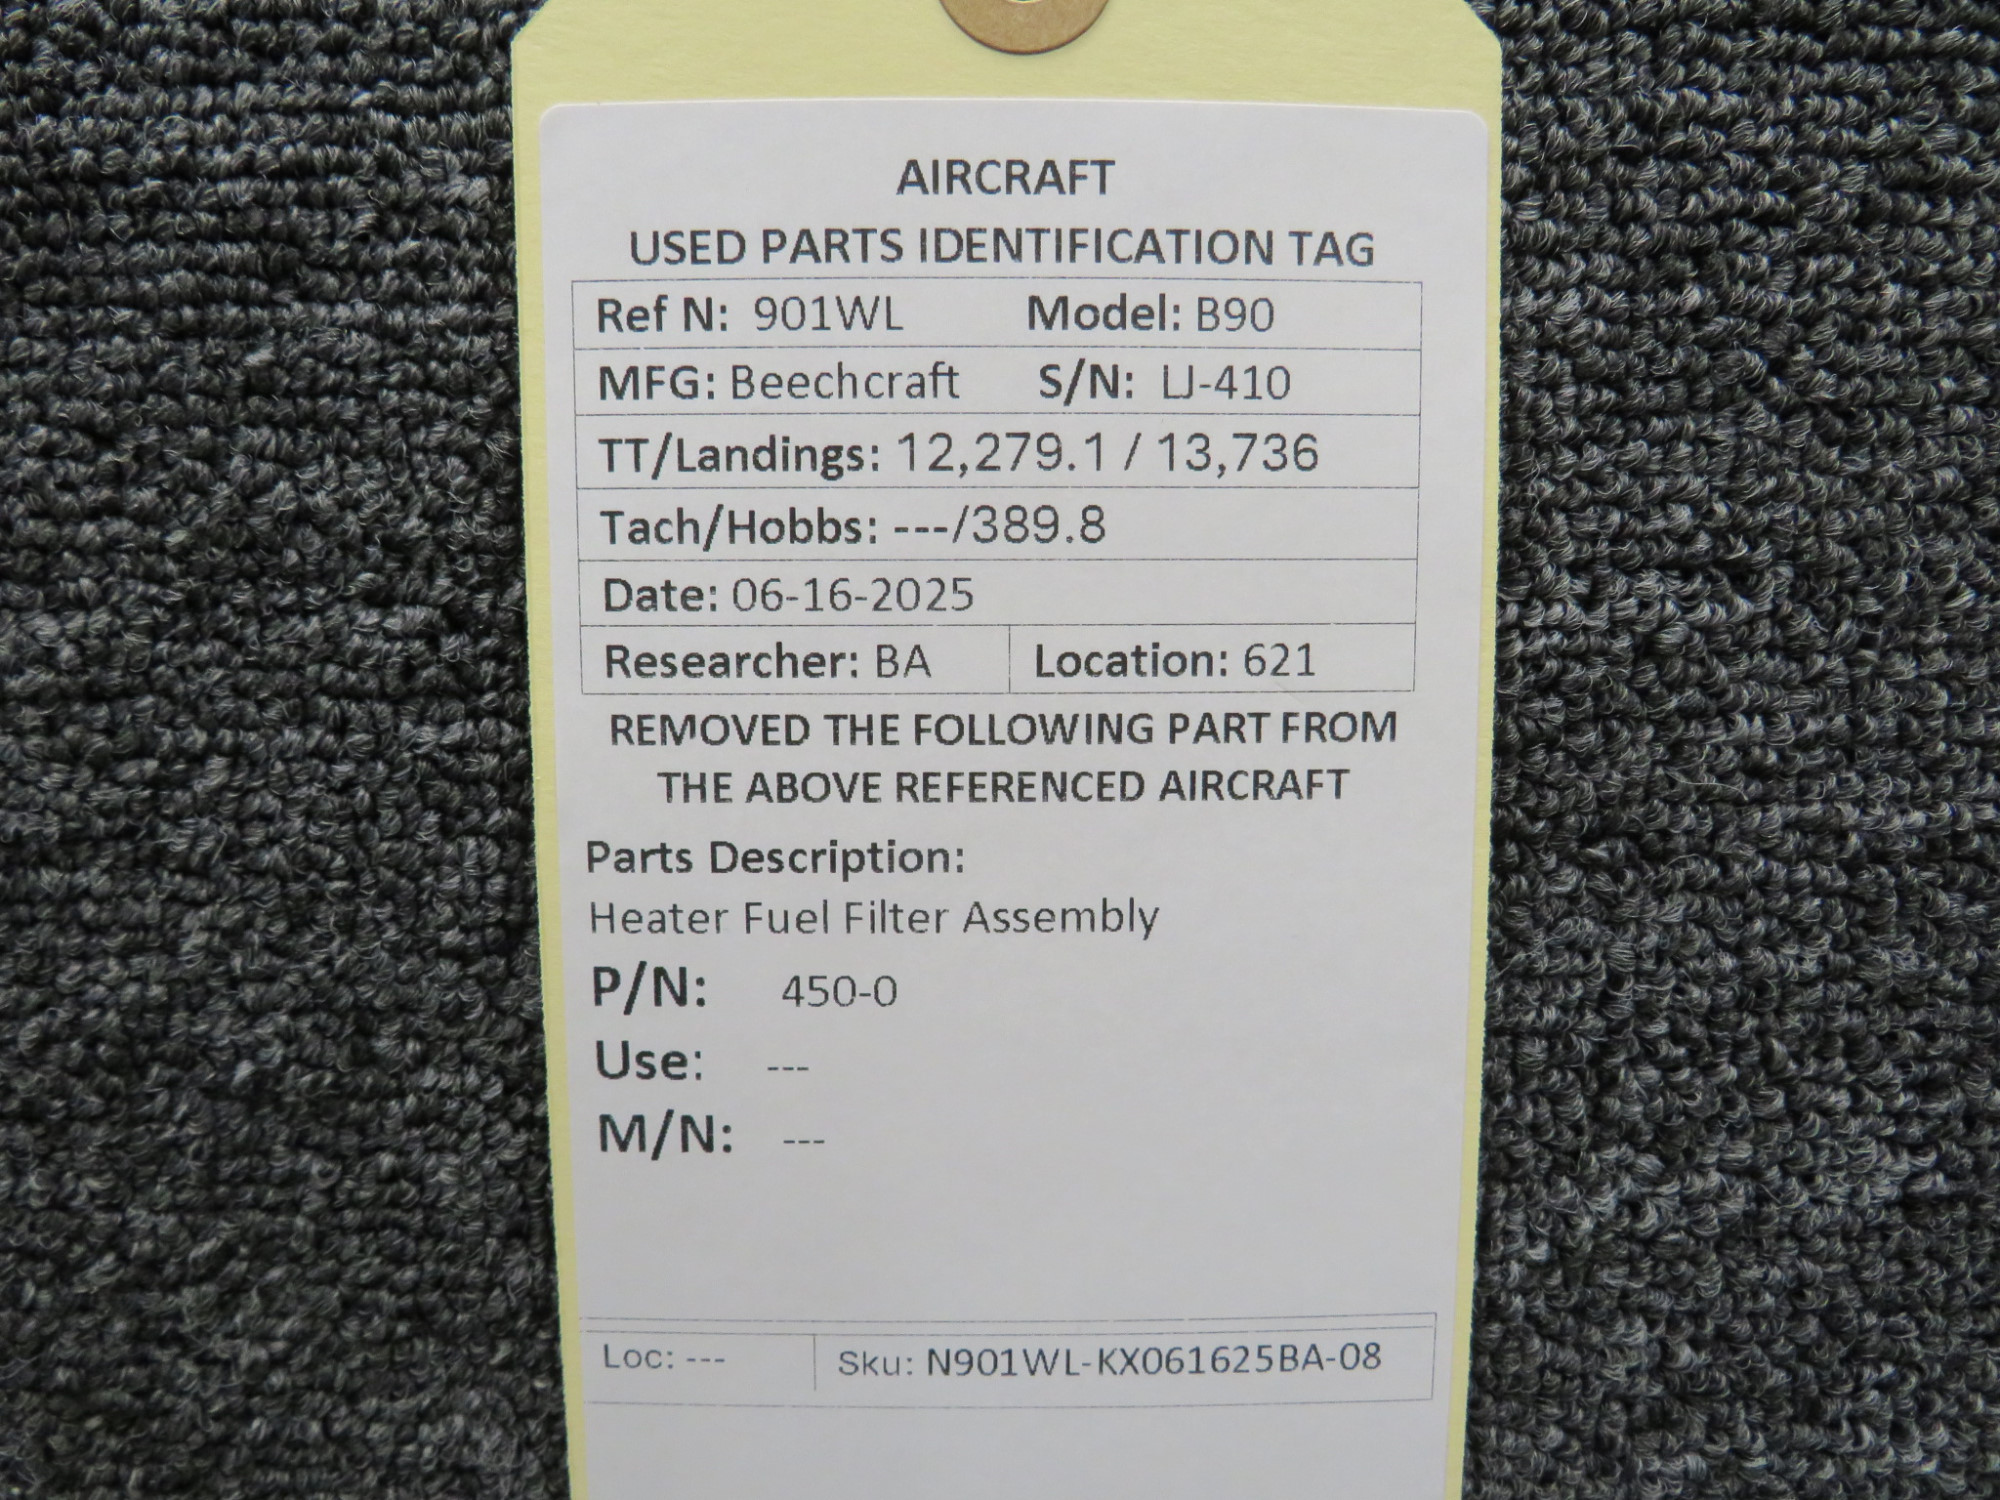 AIRCRAFT
USED PARTS IDENTIFICATION TAG
Ref N: 901WL Model: B90
MFG: Beechcraft S/N: LJ-410
TT/Landings: 12,279.1 / 13,736
Tach/Hobbs: ---/389.8
Date: 06-16-2025
Researcher: BA Location: 621
REMOVED THE FOLLOWING PART FROM
THE ABOVE REFERENCED AIRCRAFT
Parts Description:
Heater Fuel Filter Assembly
P/N: 450-0
Use: ---
M/N: ---
Loc: --- Sku: N901WL-KX061625BA-08